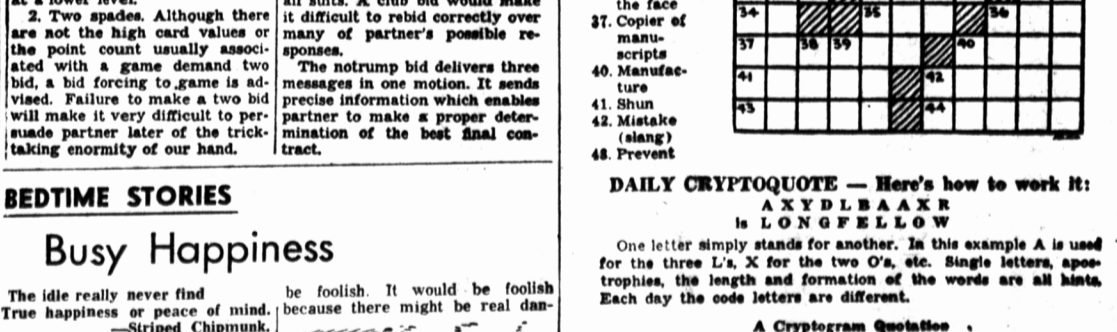 2. Two spades. Although there
are not the high card values or
the point count usually associ-
ated with a game demand two
bid, a bid forcing to game is ad-
vised. Failure to make a two bid
will make it very difficult to per-
suade partner later of the trick-
taking enormity of our hand.
it difficult to rebid correctly over
many of partner's possible re-
sponses.
The notrump bid delivers three
messages in one motion. It sends
precise information which enables
partner to make a proper deter-
mination of the best final con-
tract.
BEDTIME STORIES
Busy Happiness
The idle really never find
True happiness or peace of mind.
—Striped Chipmunk.
be foolish. It would be foolish
because there might be real dan-
the face
37. Copier of
manu-
scripts
40. Manufac-
ture
41. Shun
42. Mistake
(slang)
48. Prevent
34 35 36
37 38 39 40
41 42
43 44
DAILY CRYPTOQUOTE — Here's how to work it:
A X Y D L B A A X R
is L O N G F E L L O W
One letter simply stands for another. In this example A is used
for the three L's, X for the two O's, etc. Single letters, apos-
trophies, the length and formation of the words are all hints.
Each day the code letters are different.
A Cryptogram Quotation